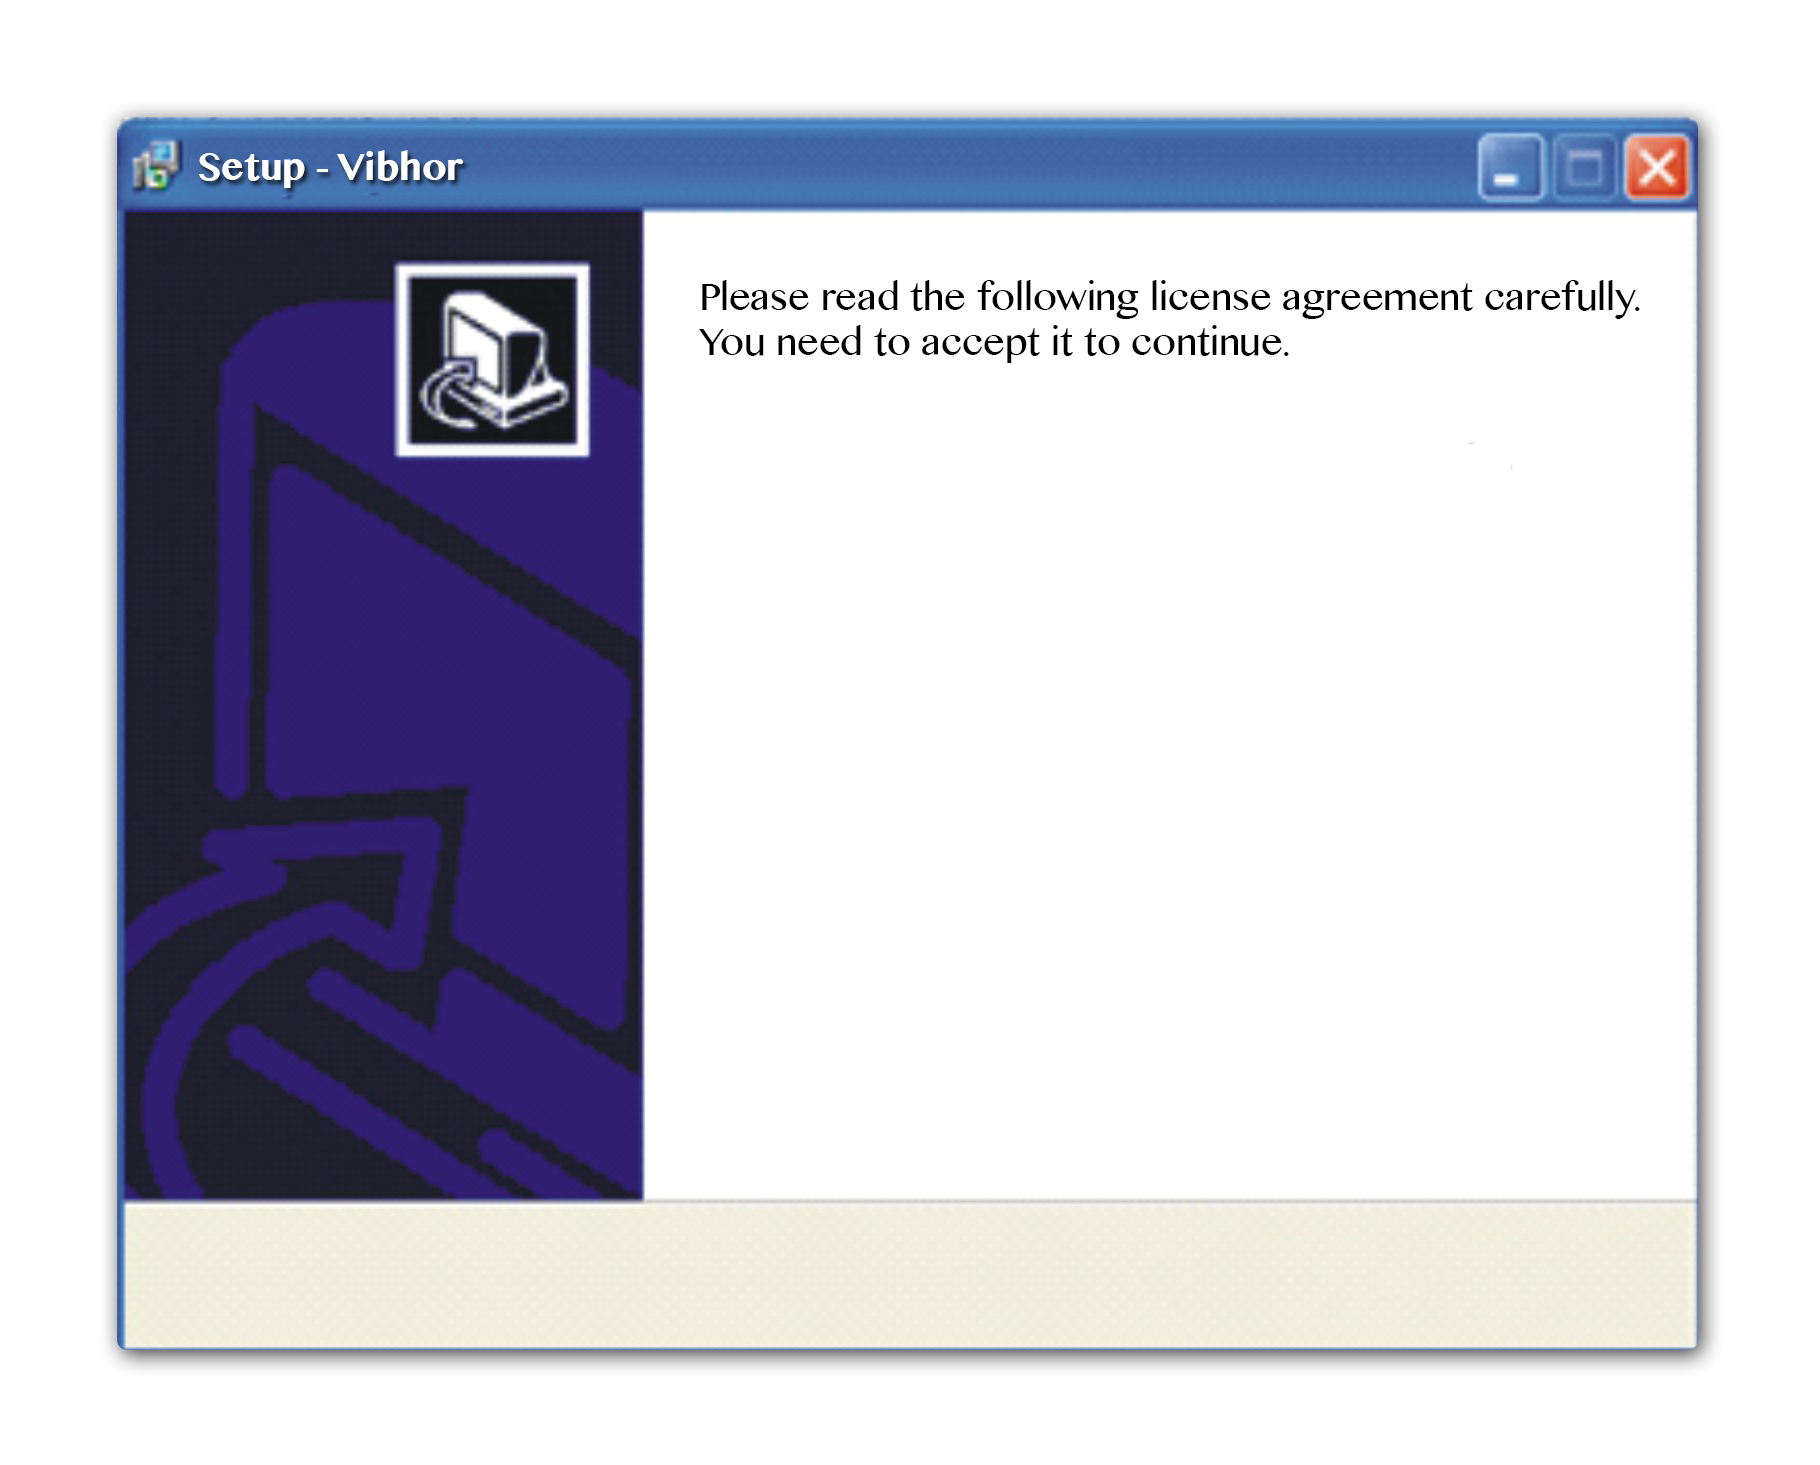 Setup - Vibhor
Please read the following license agreement carefully.
You need to accept it to continue.